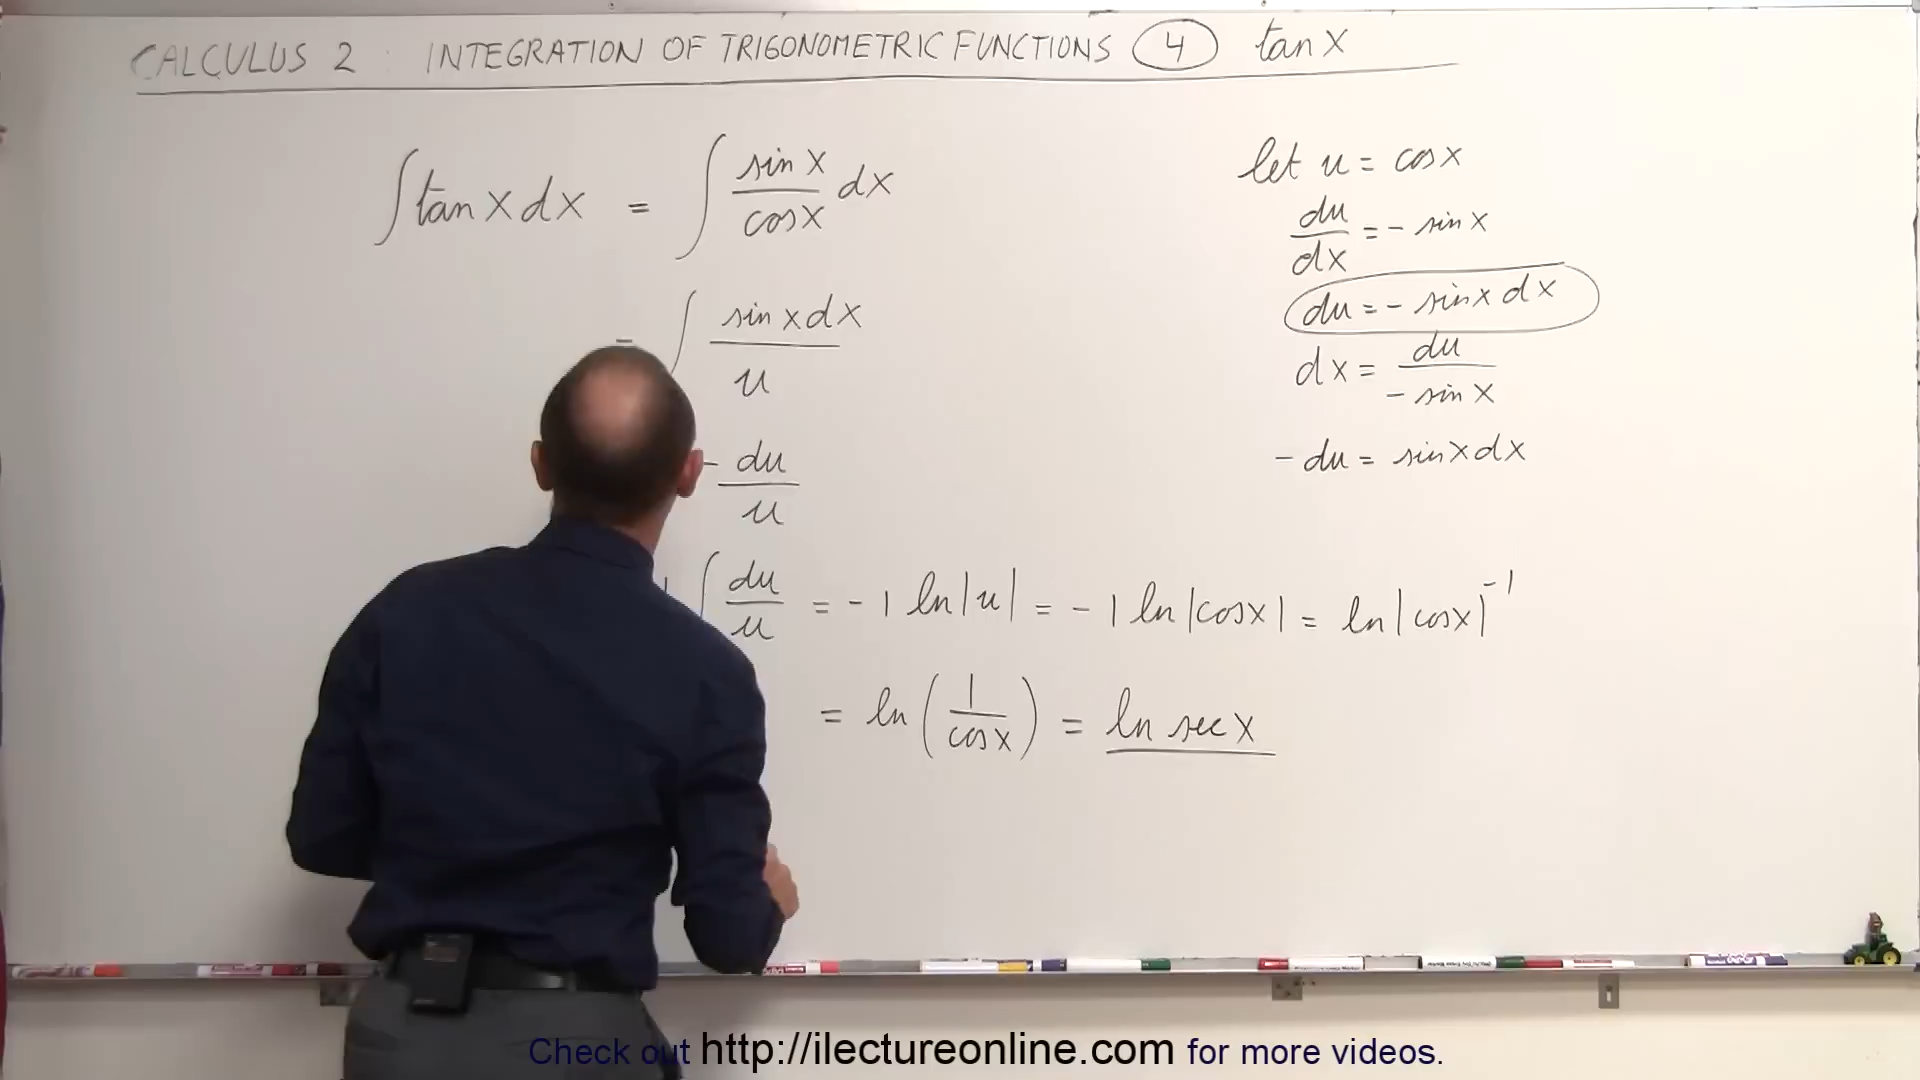 CALCULUS 2 : INTEGRATION OF TRIGONOMETRIC FUNCTIONS 4 tan x
∫ tan x dx = ∫ sin x / cos x dx
= ∫ sin x dx / u
- du / u
∫ du / u = -1 ln|u| = -1 ln|cos x| = ln|cos x|⁻¹
= ln(1 / cos x) = ln sec x
let u = cos x
du / dx = - sin x
du = - sin x dx
dx = du / - sin x
- du = sin x dx
Check out http://ilectureonline.com for more videos.